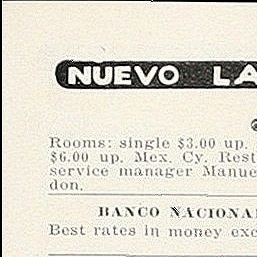 NUEVO LA
Rooms: single $3.00 up.
$6.00 up. Mex. Cy. Rest
service manager Manue
don.
BANCO NACIONA
Best rates in money exc